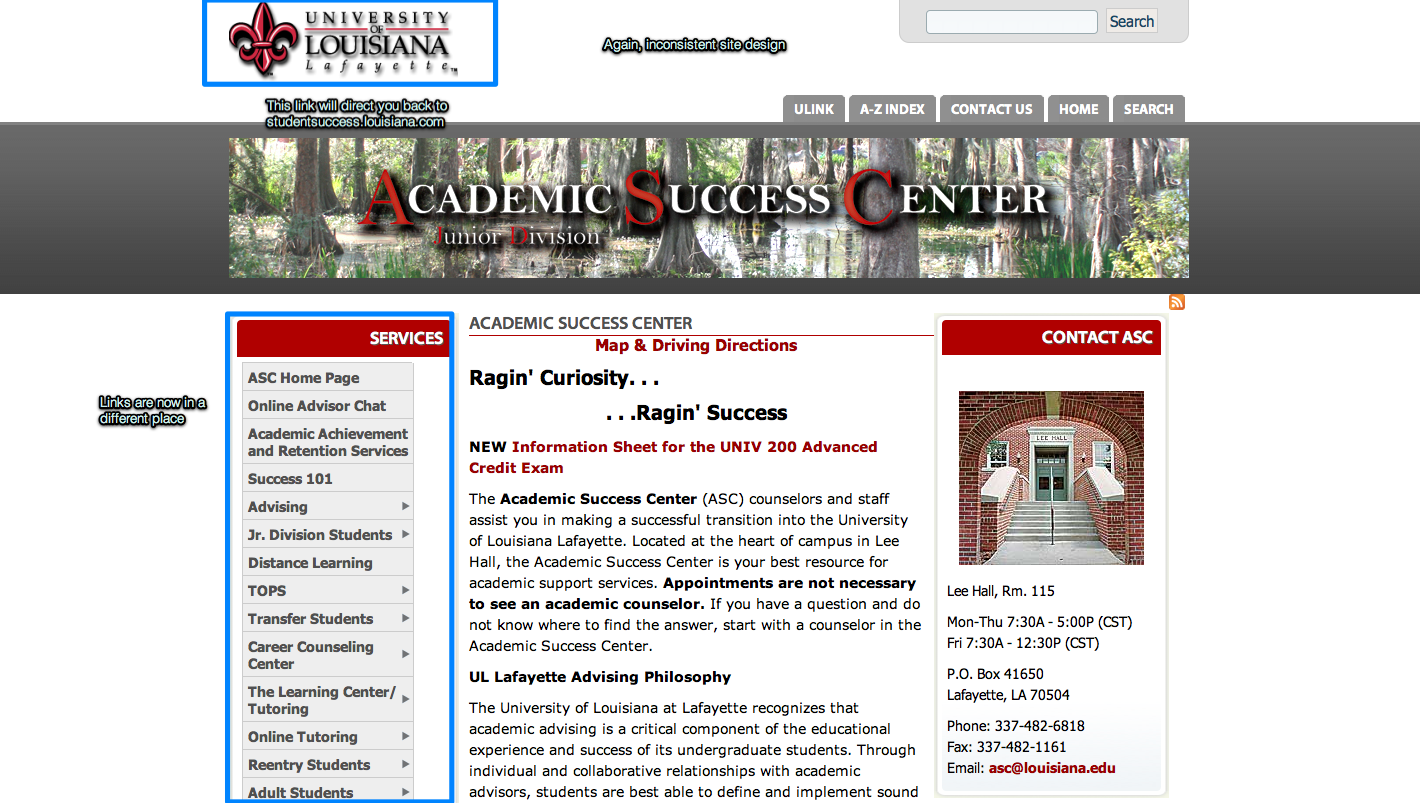 UNIVERSITY
OF
LOUISIANA
Lafayette™
Again, inconsistent site design
Search
This link will direct you back to
studentsuccess.louisiana.com
ULINK
A-Z INDEX
CONTACT US
HOME
SEARCH
ACADEMIC SUCCESS CENTER
Junior Division
SERVICES
ASC Home Page
Online Advisor Chat
Academic Achievement
and Retention Services
Success 101
Advising
Jr. Division Students
Distance Learning
TOPS
Transfer Students
Career Counseling
Center
The Learning Center/
Tutoring
Online Tutoring
Reentry Students
Adult Students
Links are now in a
different place
ACADEMIC SUCCESS CENTER
Map & Driving Directions
Ragin' Curiosity. . .
. . .Ragin' Success
NEW Information Sheet for the UNIV 200 Advanced
Credit Exam
The Academic Success Center (ASC) counselors and staff
assist you in making a successful transition into the University
of Louisiana Lafayette. Located at the heart of campus in Lee
Hall, the Academic Success Center is your best resource for
academic support services. Appointments are not necessary
to see an academic counselor. If you have a question and do
not know where to find the answer, start with a counselor in the
Academic Success Center.
UL Lafayette Advising Philosophy
The University of Louisiana at Lafayette recognizes that
academic advising is a critical component of the educational
experience and success of its undergraduate students. Through
individual and collaborative relationships with academic
advisors, students are best able to define and implement sound
CONTACT ASC
LEE HALL
Lee Hall, Rm. 115
Mon-Thu 7:30A - 5:00P (CST)
Fri 7:30A - 12:30P (CST)
P.O. Box 41650
Lafayette, LA 70504
Phone: 337-482-6818
Fax: 337-482-1161
Email: asc@louisiana.edu